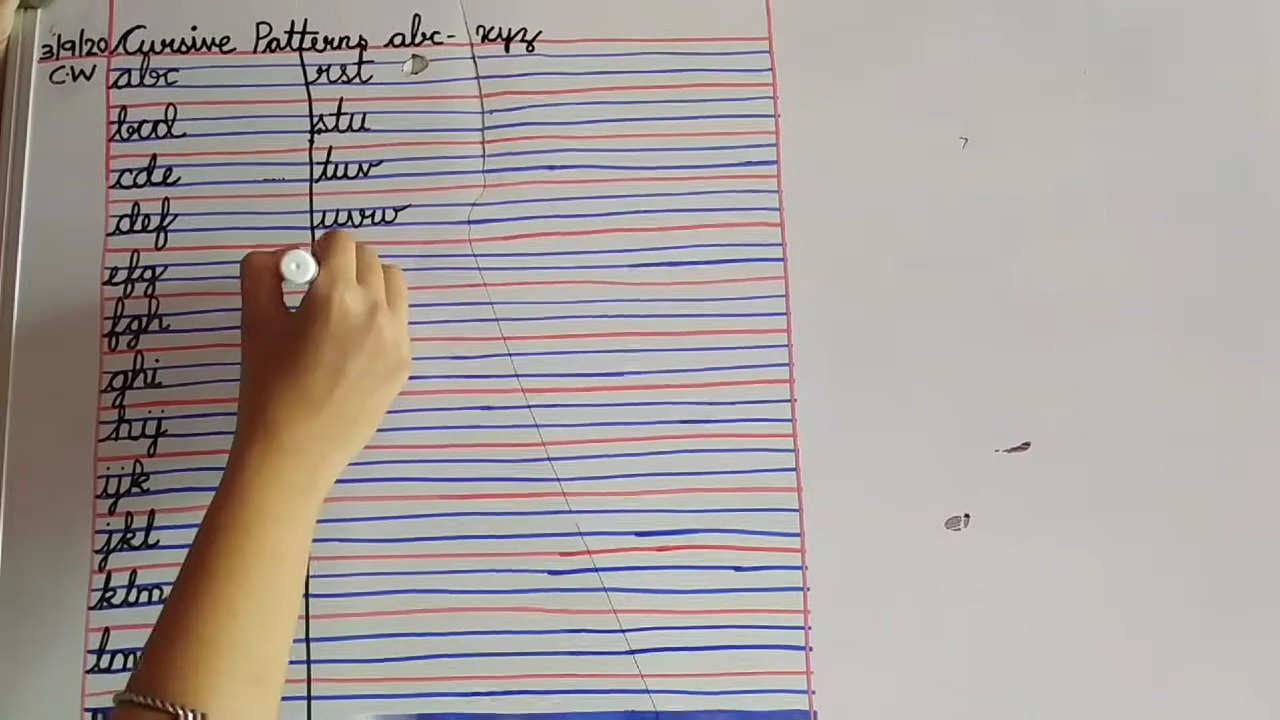 3/9/20 Cursive Patterns abc- xyz
C.W
abc
bcd
cde
def
efg
fgh
ghi
hij
ijk
jkl
klm
lm
rst
stu
tuv
uvw